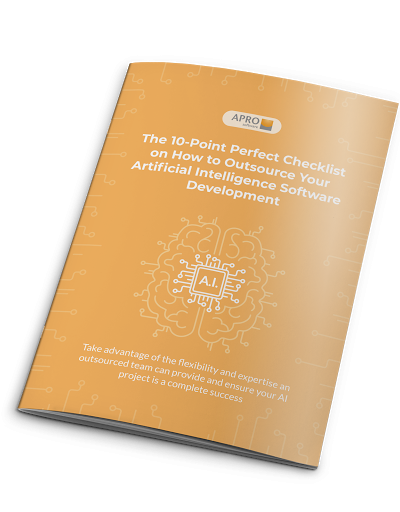 APRO
software
The 10-Point Perfect Checklist
on How to Outsource Your
Artificial Intelligence Software
Development
A.I.
Take advantage of the flexibility and expertise an
outsourced team can provide and ensure your AI
project is a complete success